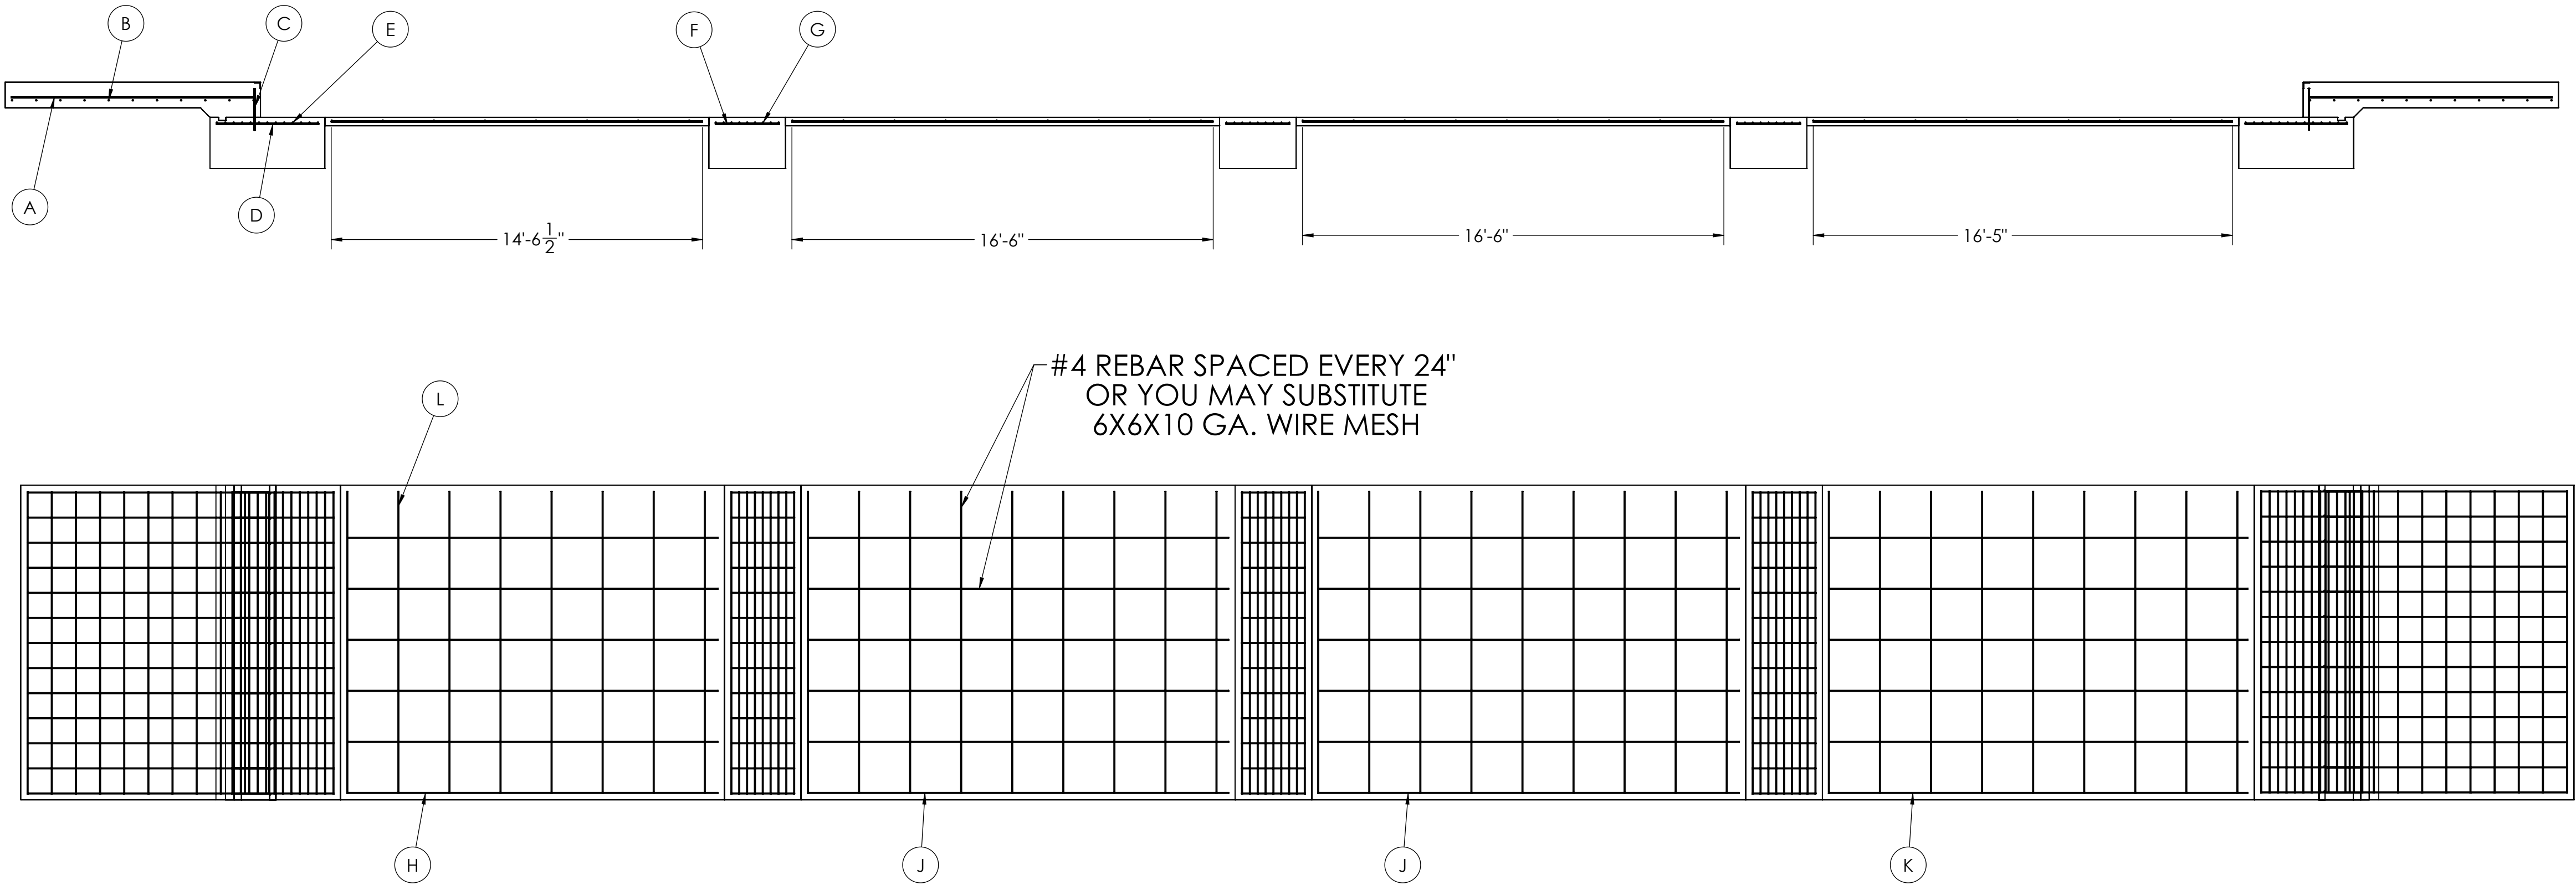 B
C
E
F
G
A
D
14'-6 1/2"
16'-6"
16'-6"
16'-5"
#4 REBAR SPACED EVERY 24"
OR YOU MAY SUBSTITUTE
6X6X10 GA. WIRE MESH
L
H
J
J
K